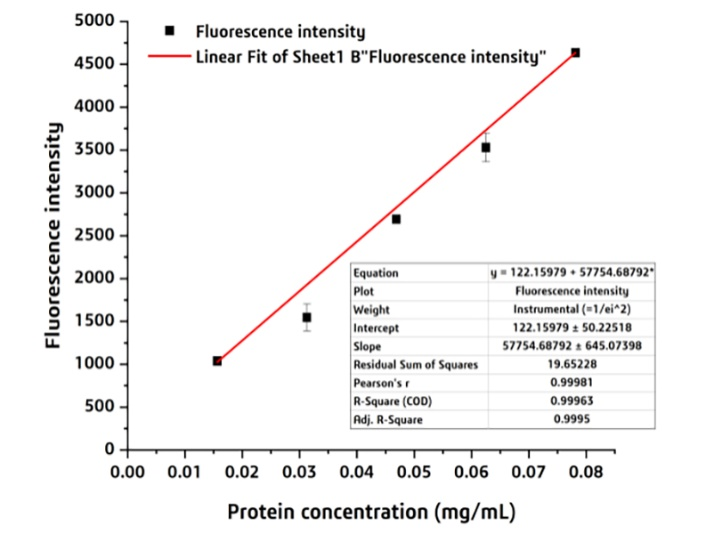 Fluorescence intensity
Linear Fit of Sheet1 B"Fluorescence intensity"
5000
4500
4000
3500
3000
2500
2000
1500
1000
500
0
Fluorescence intensity
Equation y = 122.15979 + 57754.68792*
Plot Fluorescence intensity
Weight Instrumental (=1/ei^2)
Intercept 122.15979 ± 50.22518
Slope 57754.68792 ± 645.07398
Residual Sum of Squares 19.65228
Pearson's r 0.99981
R-Square (COD) 0.99963
Adj. R-Square 0.9995
0.00 0.01 0.02 0.03 0.04 0.05 0.06 0.07 0.08
Protein concentration (mg/mL)